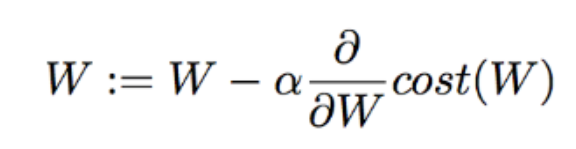 W := W − α ∂/∂W cost(W)